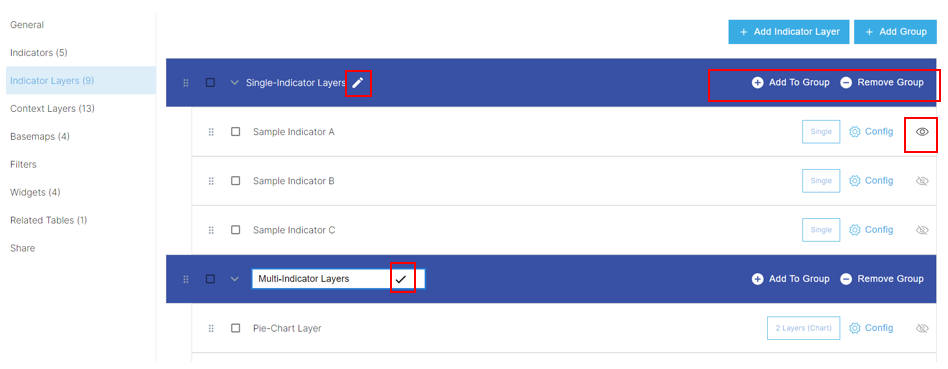 General
Indicators (5)
Indicator Layers (9)
Context Layers (13)
Basemaps (4)
Filters
Widgets (4)
Related Tables (1)
Share
+ Add Indicator Layer + Add Group
Single-Indicator Layers Add To Group Remove Group
Sample Indicator A Single Config
Sample Indicator B Single Config
Sample Indicator C Single Config
Multi-Indicator Layers Add To Group Remove Group
Pie-Chart Layer 2 Layers (Chart) Config